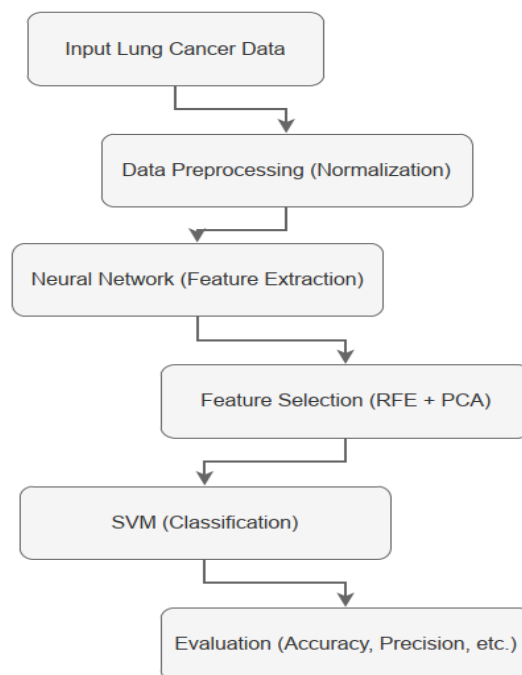 Input Lung Cancer Data
Data Preprocessing (Normalization)
Neural Network (Feature Extraction)
Feature Selection (RFE + PCA)
SVM (Classification)
Evaluation (Accuracy, Precision, etc.)